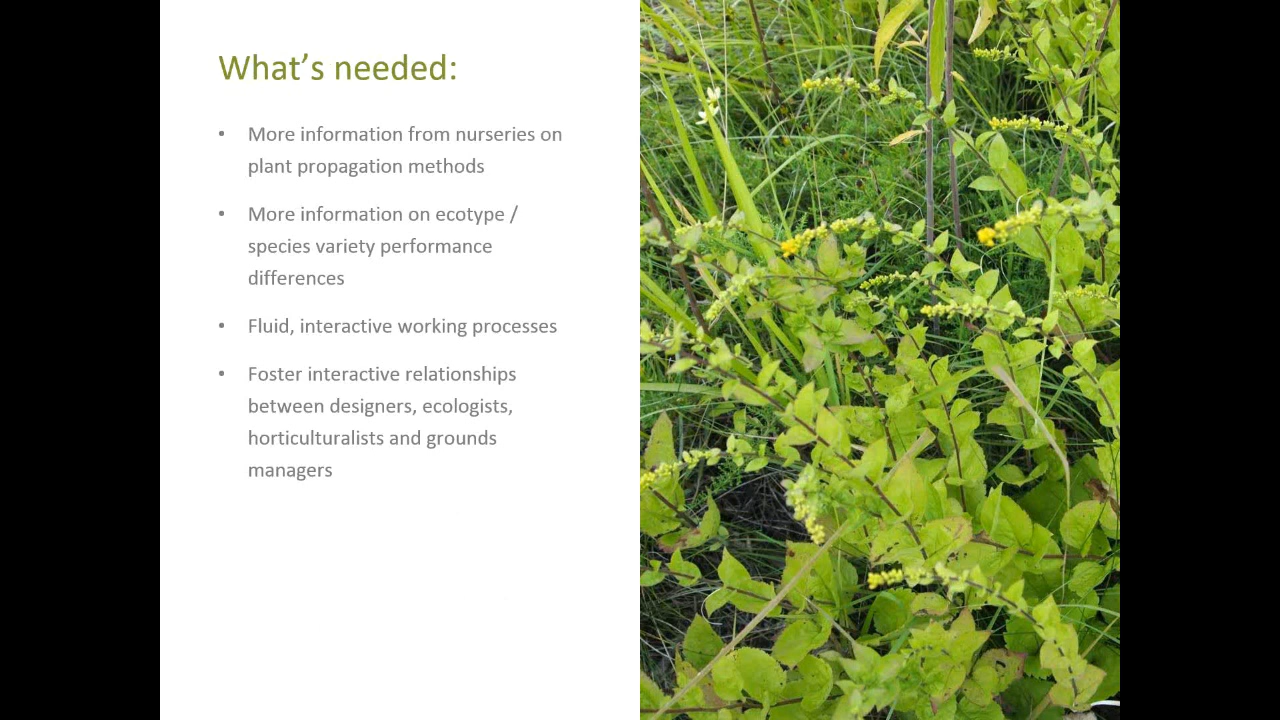 What’s needed:
• More information from nurseries on
plant propagation methods
• More information on ecotype /
species variety performance
differences
• Fluid, interactive working processes
• Foster interactive relationships
between designers, ecologists,
horticulturalists and grounds
managers